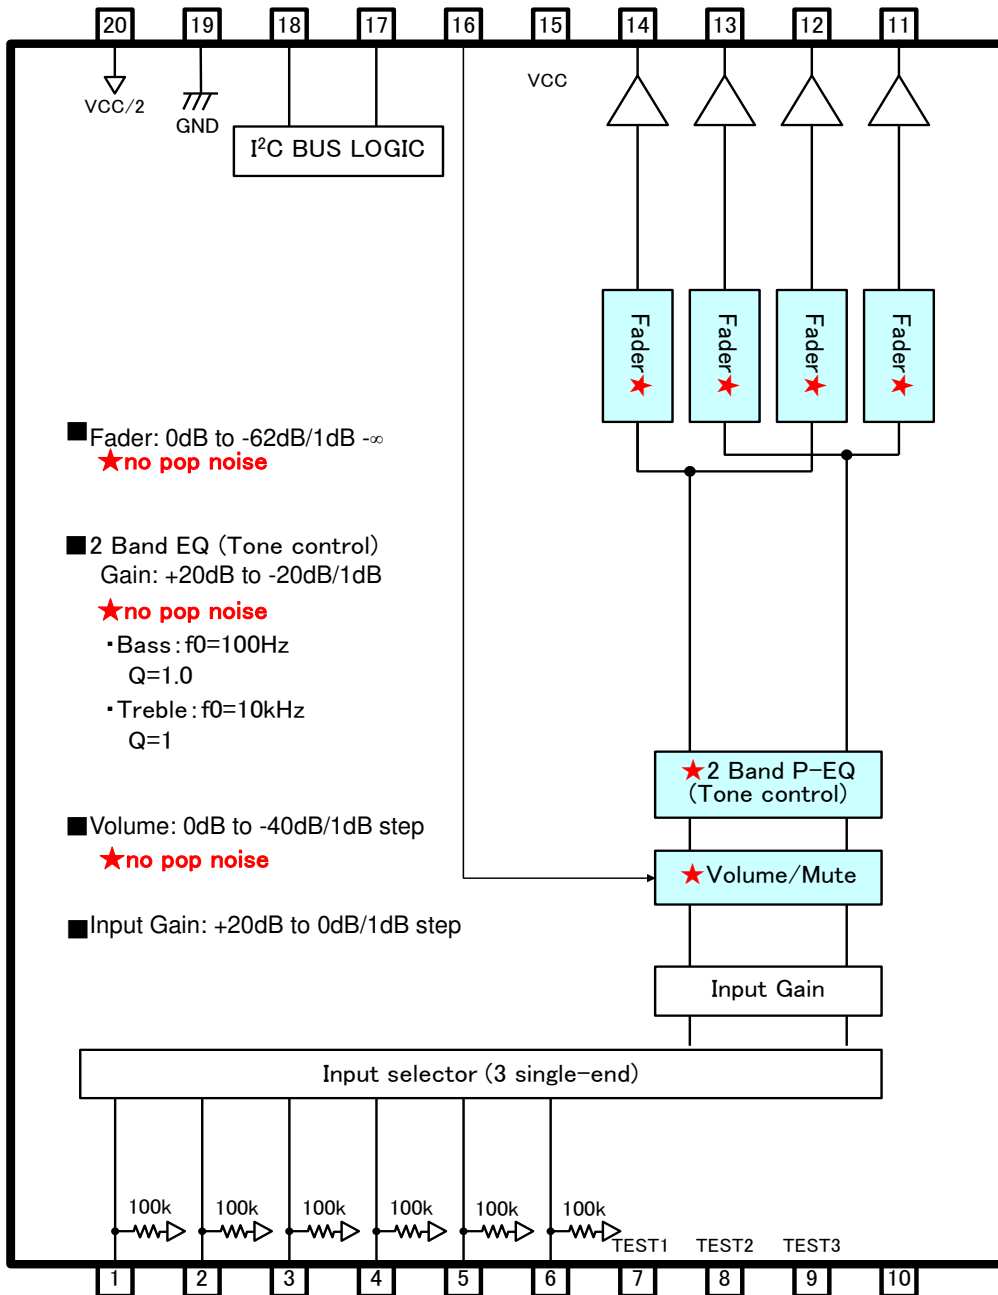 20 19 18 17 16 15 14 13 12 11
VCC/2
GND
VCC
I²C BUS LOGIC
Fader★ Fader★ Fader★ Fader★
■Fader: 0dB to -62dB/1dB -∞
★no pop noise
■2 Band EQ (Tone control)
Gain: +20dB to -20dB/1dB
★no pop noise
・Bass:f0=100Hz
Q=1.0
・Treble:f0=10kHz
Q=1
★2 Band P-EQ
(Tone control)
■Volume: 0dB to -40dB/1dB step
★no pop noise
★Volume/Mute
■Input Gain: +20dB to 0dB/1dB step
Input Gain
Input selector (3 single-end)
100k 100k 100k 100k 100k 100k
TEST1 TEST2 TEST3
1 2 3 4 5 6 7 8 9 10